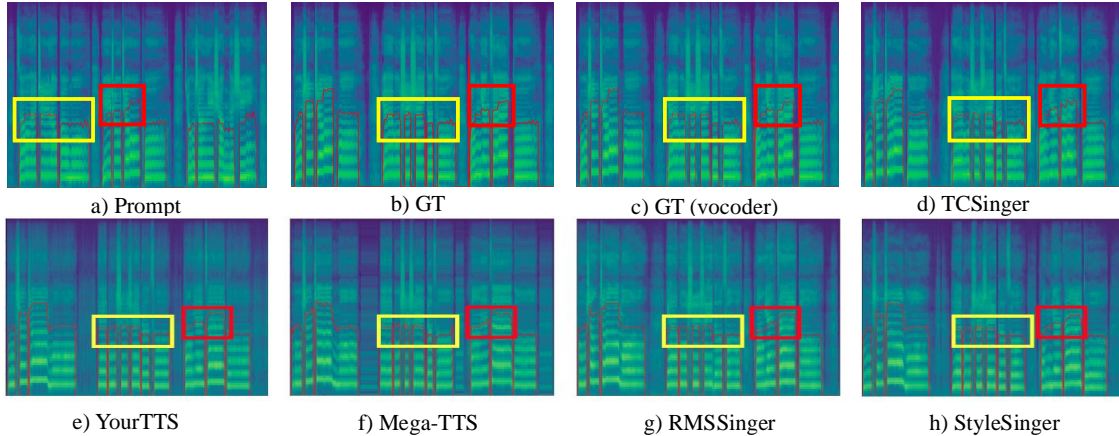 a) Prompt
b) GT
c) GT (vocoder)
d) TCSinger
e) YourTTS
f) Mega-TTS
g) RMSSinger
h) StyleSinger